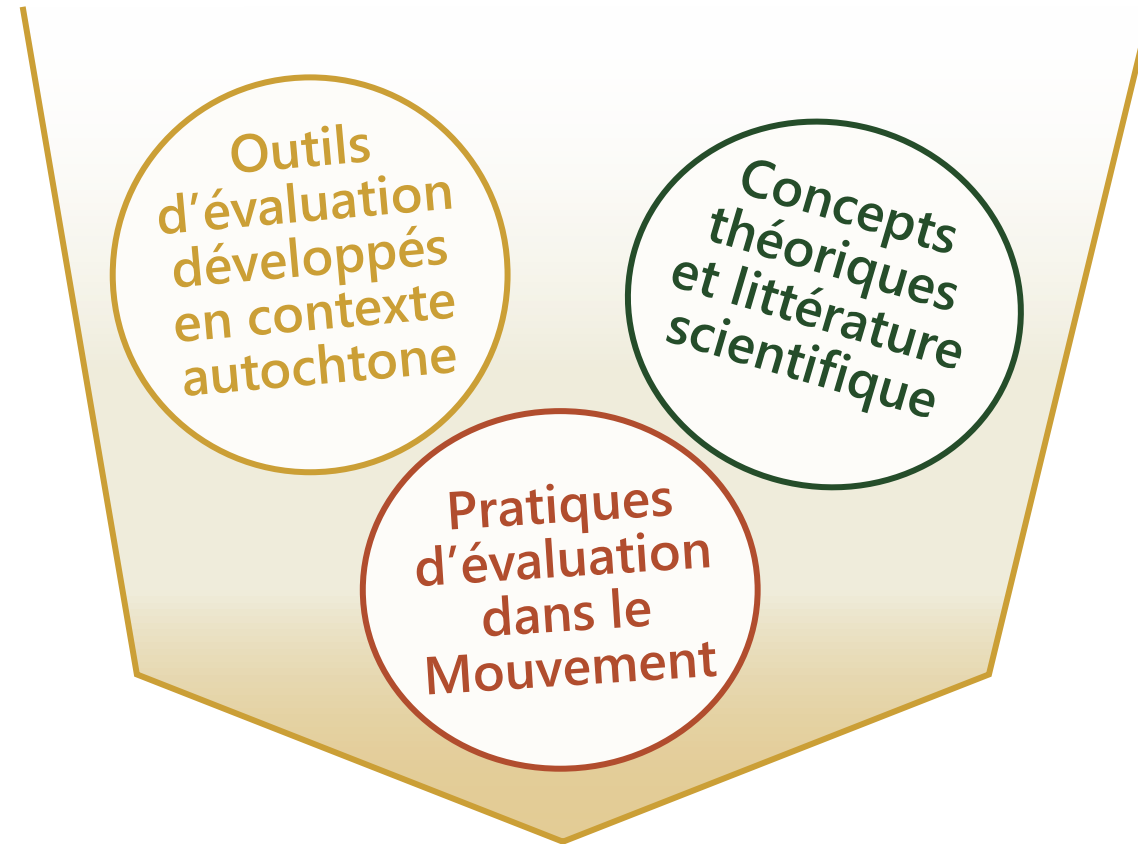 Outils
d’évaluation
développés
en contexte
autochtone
Concepts
théoriques
et littérature
scientifique
Pratiques
d’évaluation
dans le
Mouvement